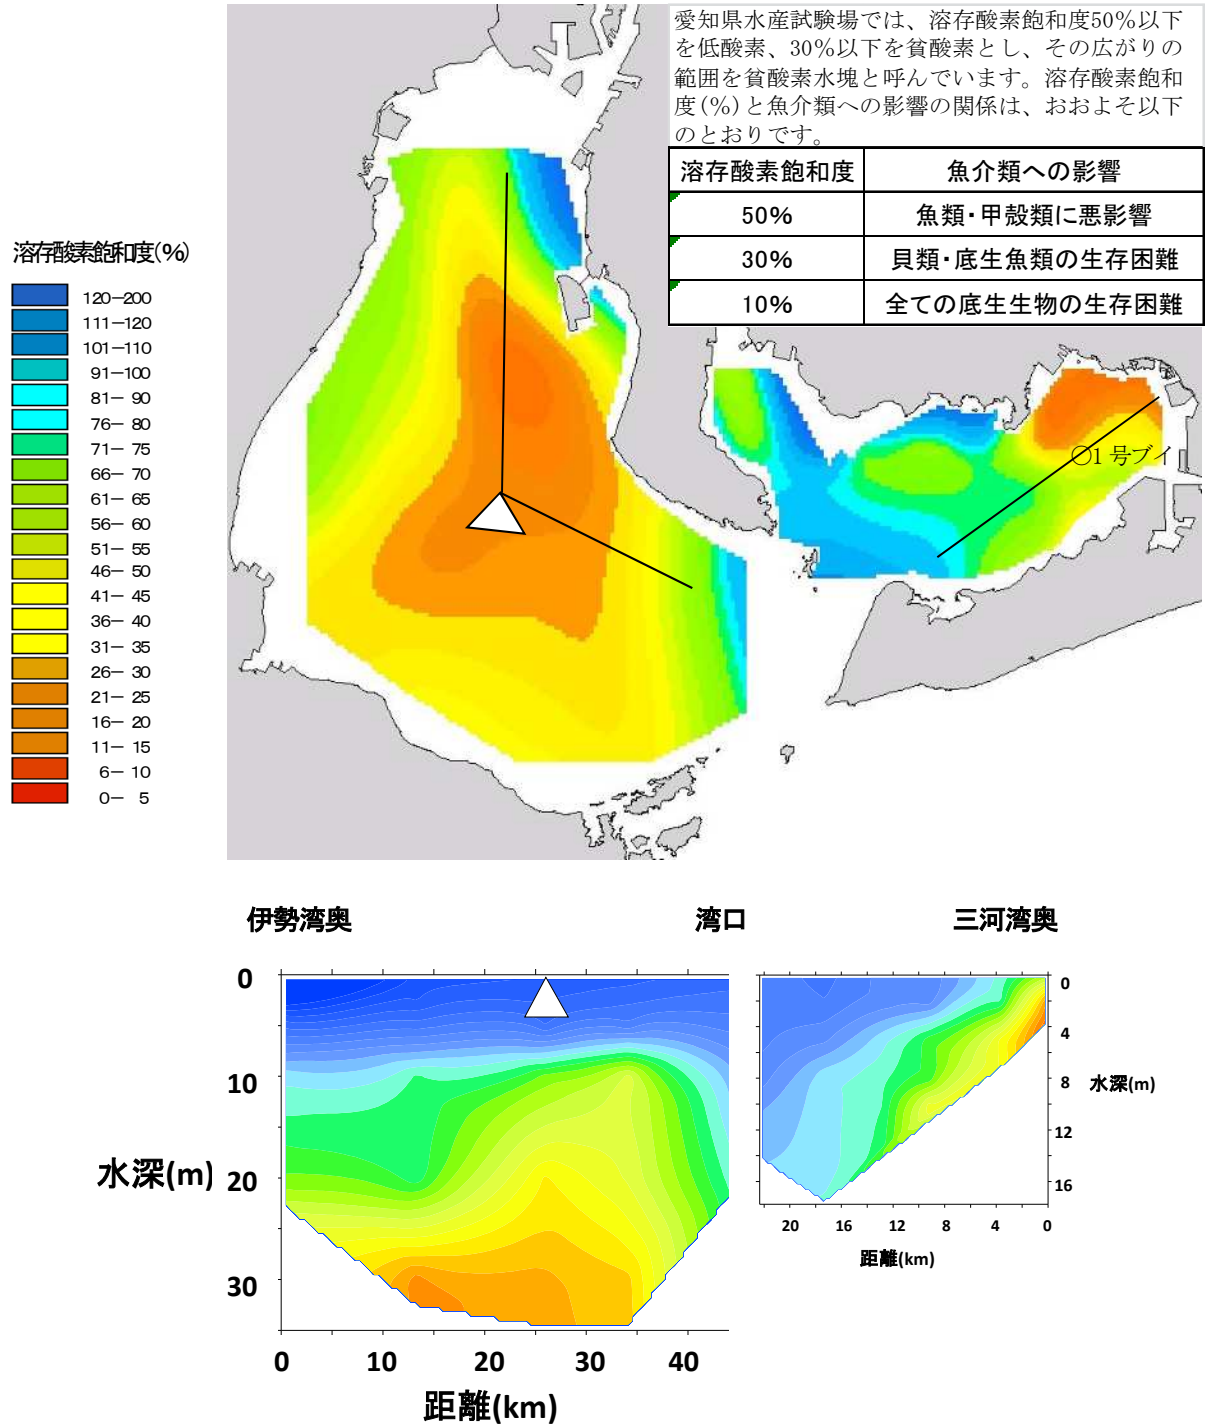 愛知県水産試験場では、溶存酸素飽和度50%以下
を低酸素、30%以下を貧酸素とし、その広がりの
範囲を貧酸素水塊と呼んでいます。溶存酸素飽和
度(%)と魚介類への影響の関係は、おおよそ以下
のとおりです。
溶存酸素飽和度 魚介類への影響
50% 魚類・甲殻類に悪影響
30% 貝類・底生魚類の生存困難
10% 全ての底生生物の生存困難
溶存酸素飽和度(%)
120-200
111-120
101-110
91-100
81- 90
76- 80
71- 75
66- 70
61- 65
56- 60
51- 55
46- 50
41- 45
36- 40
31- 35
26- 30
21- 25
16- 20
11- 15
6- 10
0- 5
○1 号ブイ
伊勢湾奥 湾口 三河湾奥
0
10
20
30
水深(m)
0 10 20 30 40
距離(km)
0
4
8
12
16
水深(m)
20 16 12 8 4 0
距離(km)